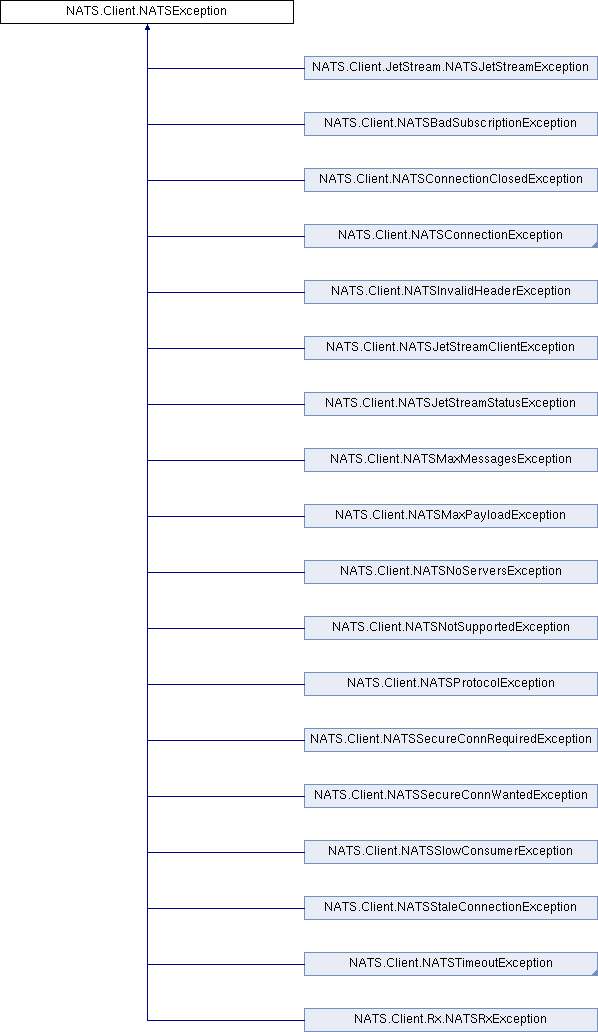 NATS.Client.NATSException
NATS.Client.JetStream.NATSJetStreamException
NATS.Client.NATSBadSubscriptionException
NATS.Client.NATSConnectionClosedException
NATS.Client.NATSConnectionException
NATS.Client.NATSInvalidHeaderException
NATS.Client.NATSJetStreamClientException
NATS.Client.NATSJetStreamStatusException
NATS.Client.NATSMaxMessagesException
NATS.Client.NATSMaxPayloadException
NATS.Client.NATSNoServersException
NATS.Client.NATSNotSupportedException
NATS.Client.NATSProtocolException
NATS.Client.NATSSecureConnRequiredException
NATS.Client.NATSSecureConnWantedException
NATS.Client.NATSSlowConsumerException
NATS.Client.NATSStaleConnectionException
NATS.Client.NATSTimeoutException
NATS.Client.Rx.NATSRxException